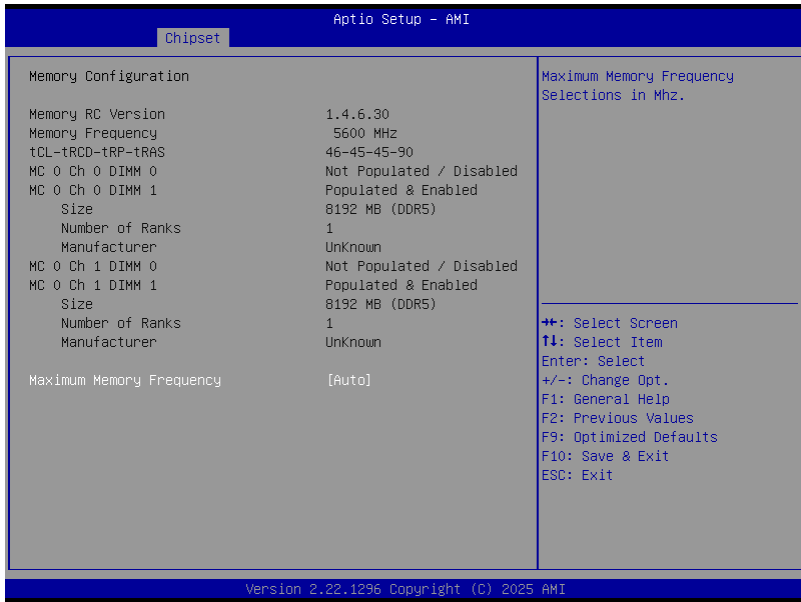 Aptio Setup - AMI
Chipset
Memory Configuration
Memory RC Version 1.4.6.30
Memory Frequency 5600 MHz
tCL-tRCD-tRP-tRAS 46-45-45-90
MC 0 Ch 0 DIMM 0 Not Populated / Disabled
MC 0 Ch 0 DIMM 1 Populated & Enabled
Size 8192 MB (DDR5)
Number of Ranks 1
Manufacturer UnKnown
MC 0 Ch 1 DIMM 0 Not Populated / Disabled
MC 0 Ch 1 DIMM 1 Populated & Enabled
Size 8192 MB (DDR5)
Number of Ranks 1
Manufacturer UnKnown
Maximum Memory Frequency [Auto]
Maximum Memory Frequency
Selections in Mhz.
→←: Select Screen
↑↓: Select Item
Enter: Select
+/-: Change Opt.
F1: General Help
F2: Previous Values
F9: Optimized Defaults
F10: Save & Exit
ESC: Exit
Version 2.22.1296 Copyright (C) 2025 AMI